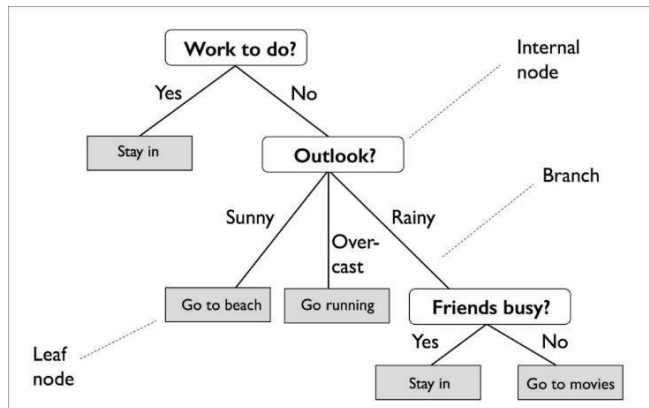 Work to do?
Internal
node
Yes
No
Stay in
Outlook?
Branch
Sunny
Over-
cast
Rainy
Go to beach
Go running
Friends busy?
Leaf
node
Yes
No
Stay in
Go to movies